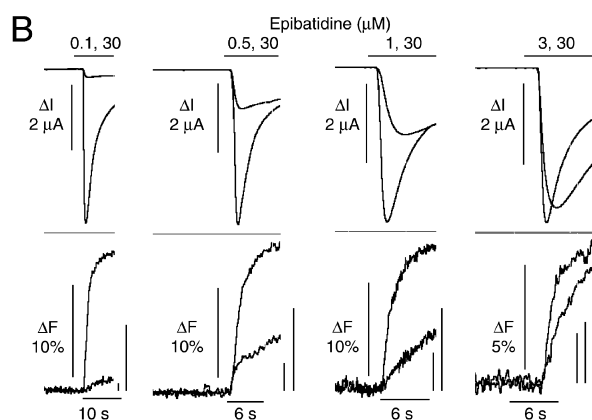 B
Epibatidine (μM)
0.1, 30 0.5, 30 1, 30 3, 30
ΔI ΔI ΔI ΔI
2 μA 2 μA 2 μA 2 μA
ΔF ΔF ΔF ΔF
10% 10% 10% 5%
10 s 6 s 6 s 6 s